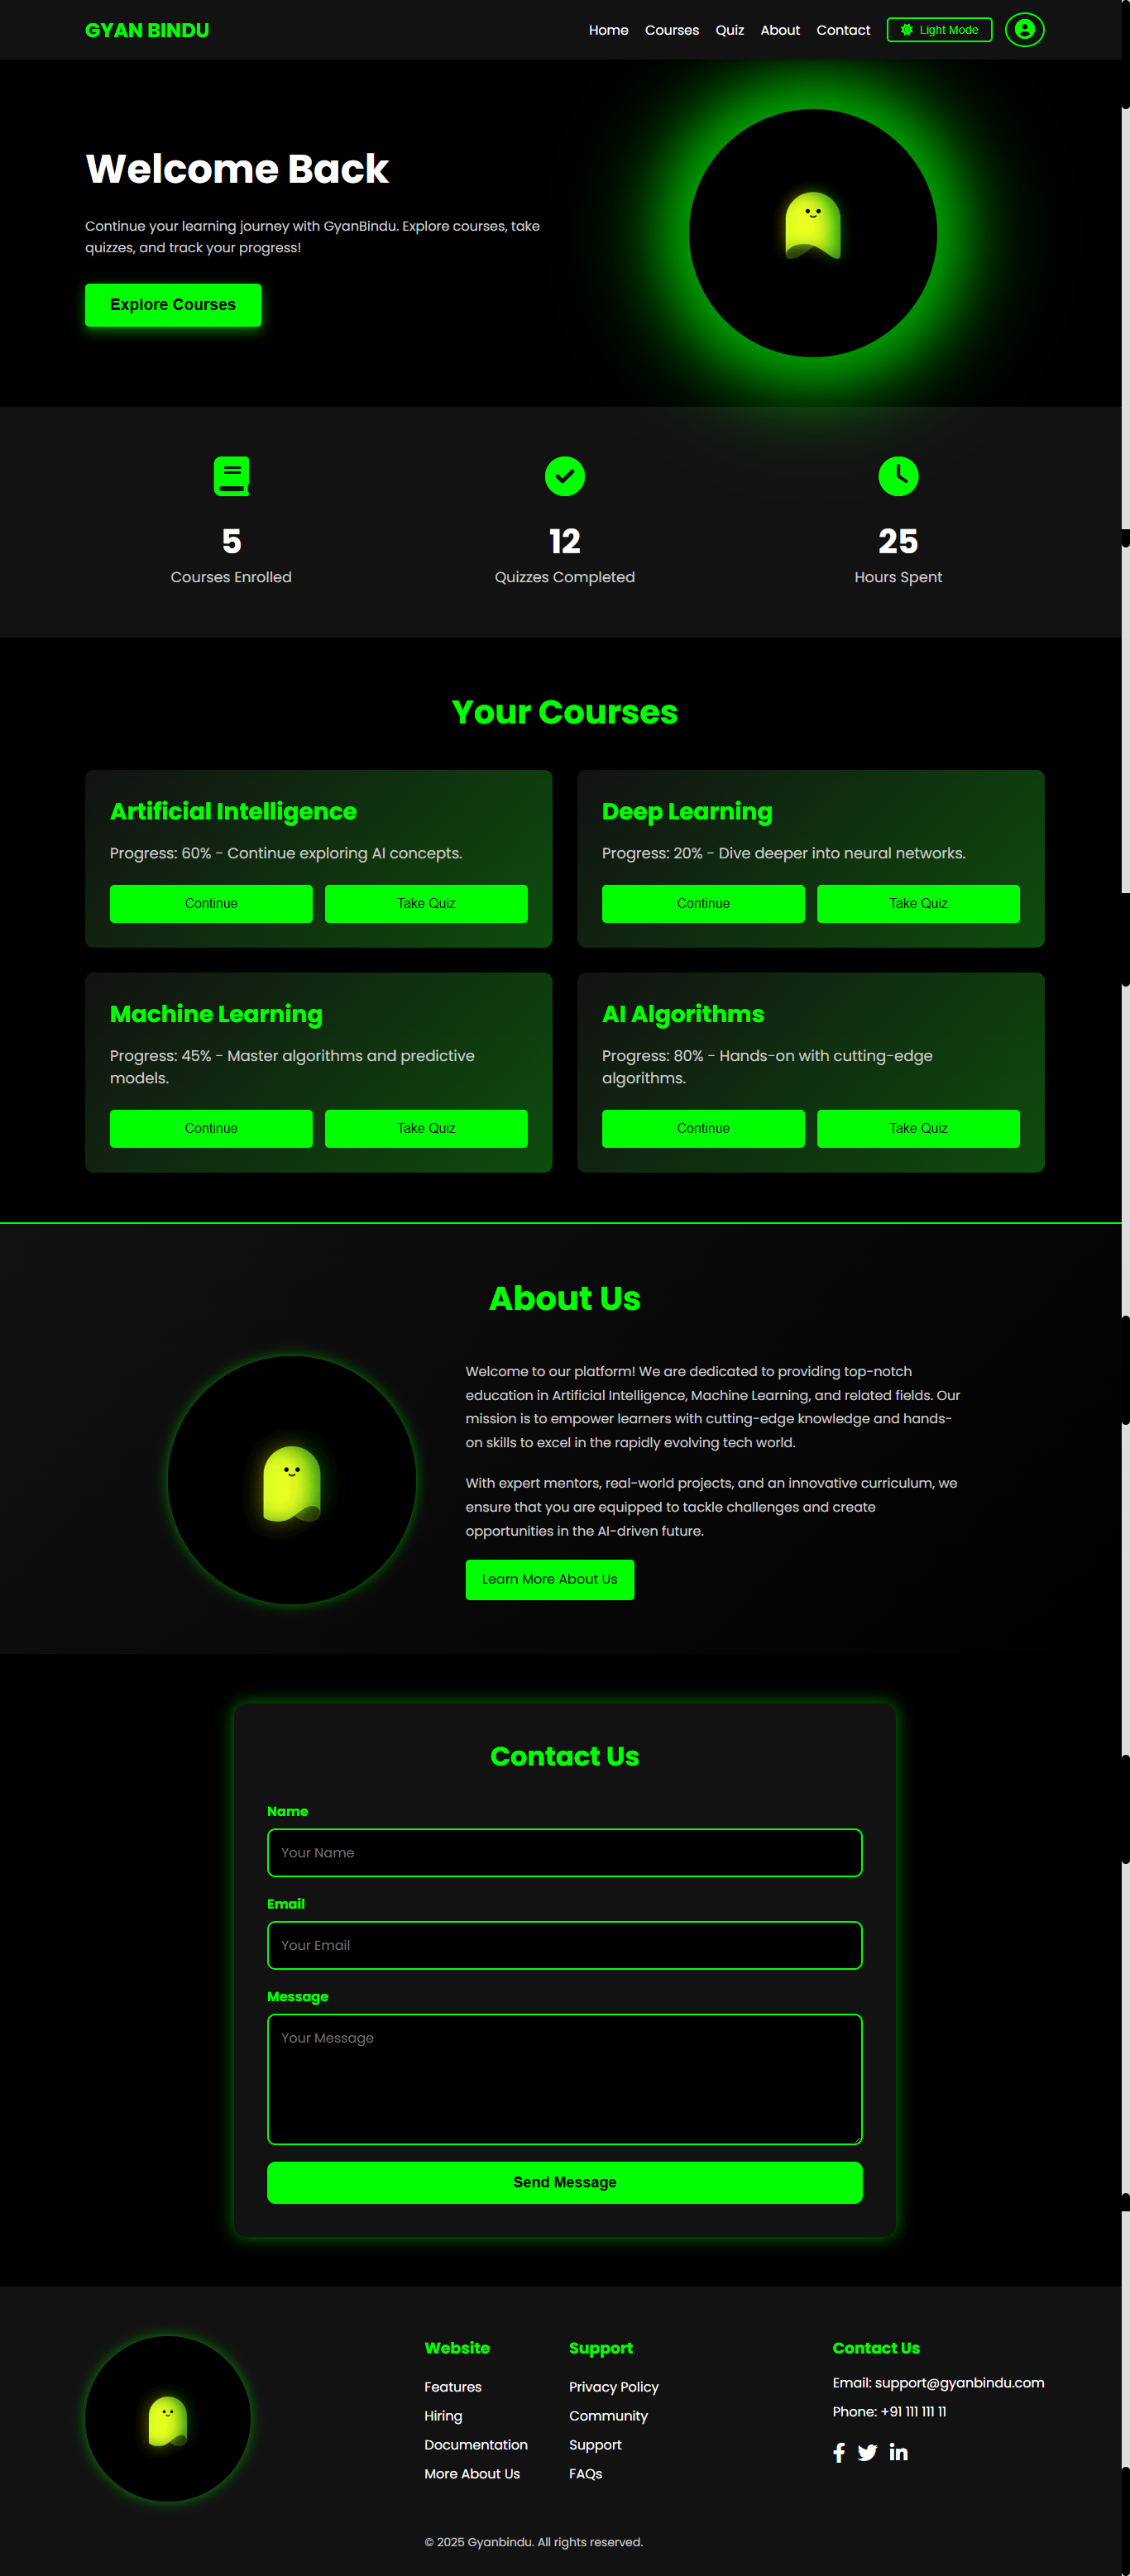 GYAN BINDU
Home Courses Quiz About Contact Light Mode
Welcome Back
Continue your learning journey with GyanBindu. Explore courses, take
quizzes, and track your progress!
Explore Courses
5 12 25
Courses Enrolled Quizzes Completed Hours Spent
Your Courses
Artificial Intelligence
Progress: 60% - Continue exploring AI concepts.
Continue Take Quiz
Deep Learning
Progress: 20% - Dive deeper into neural networks.
Continue Take Quiz
Machine Learning
Progress: 45% - Master algorithms and predictive
models.
Continue Take Quiz
AI Algorithms
Progress: 80% - Hands-on with cutting-edge
algorithms.
Continue Take Quiz
About Us
Welcome to our platform! We are dedicated to providing top-notch
education in Artificial Intelligence, Machine Learning, and related fields. Our
mission is to empower learners with cutting-edge knowledge and hands-
on skills to excel in the rapidly evolving tech world.
With expert mentors, real-world projects, and an innovative curriculum, we
ensure that you are equipped to tackle challenges and create
opportunities in the AI-driven future.
Learn More About Us
Contact Us
Name
Your Name
Email
Your Email
Message
Your Message
Send Message
Website
Features
Hiring
Documentation
More About Us
Support
Privacy Policy
Community
Support
FAQs
Contact Us
Email: support@gyanbindu.com
Phone: +91 111 111 11
© 2025 Gyanbindu. All rights reserved.